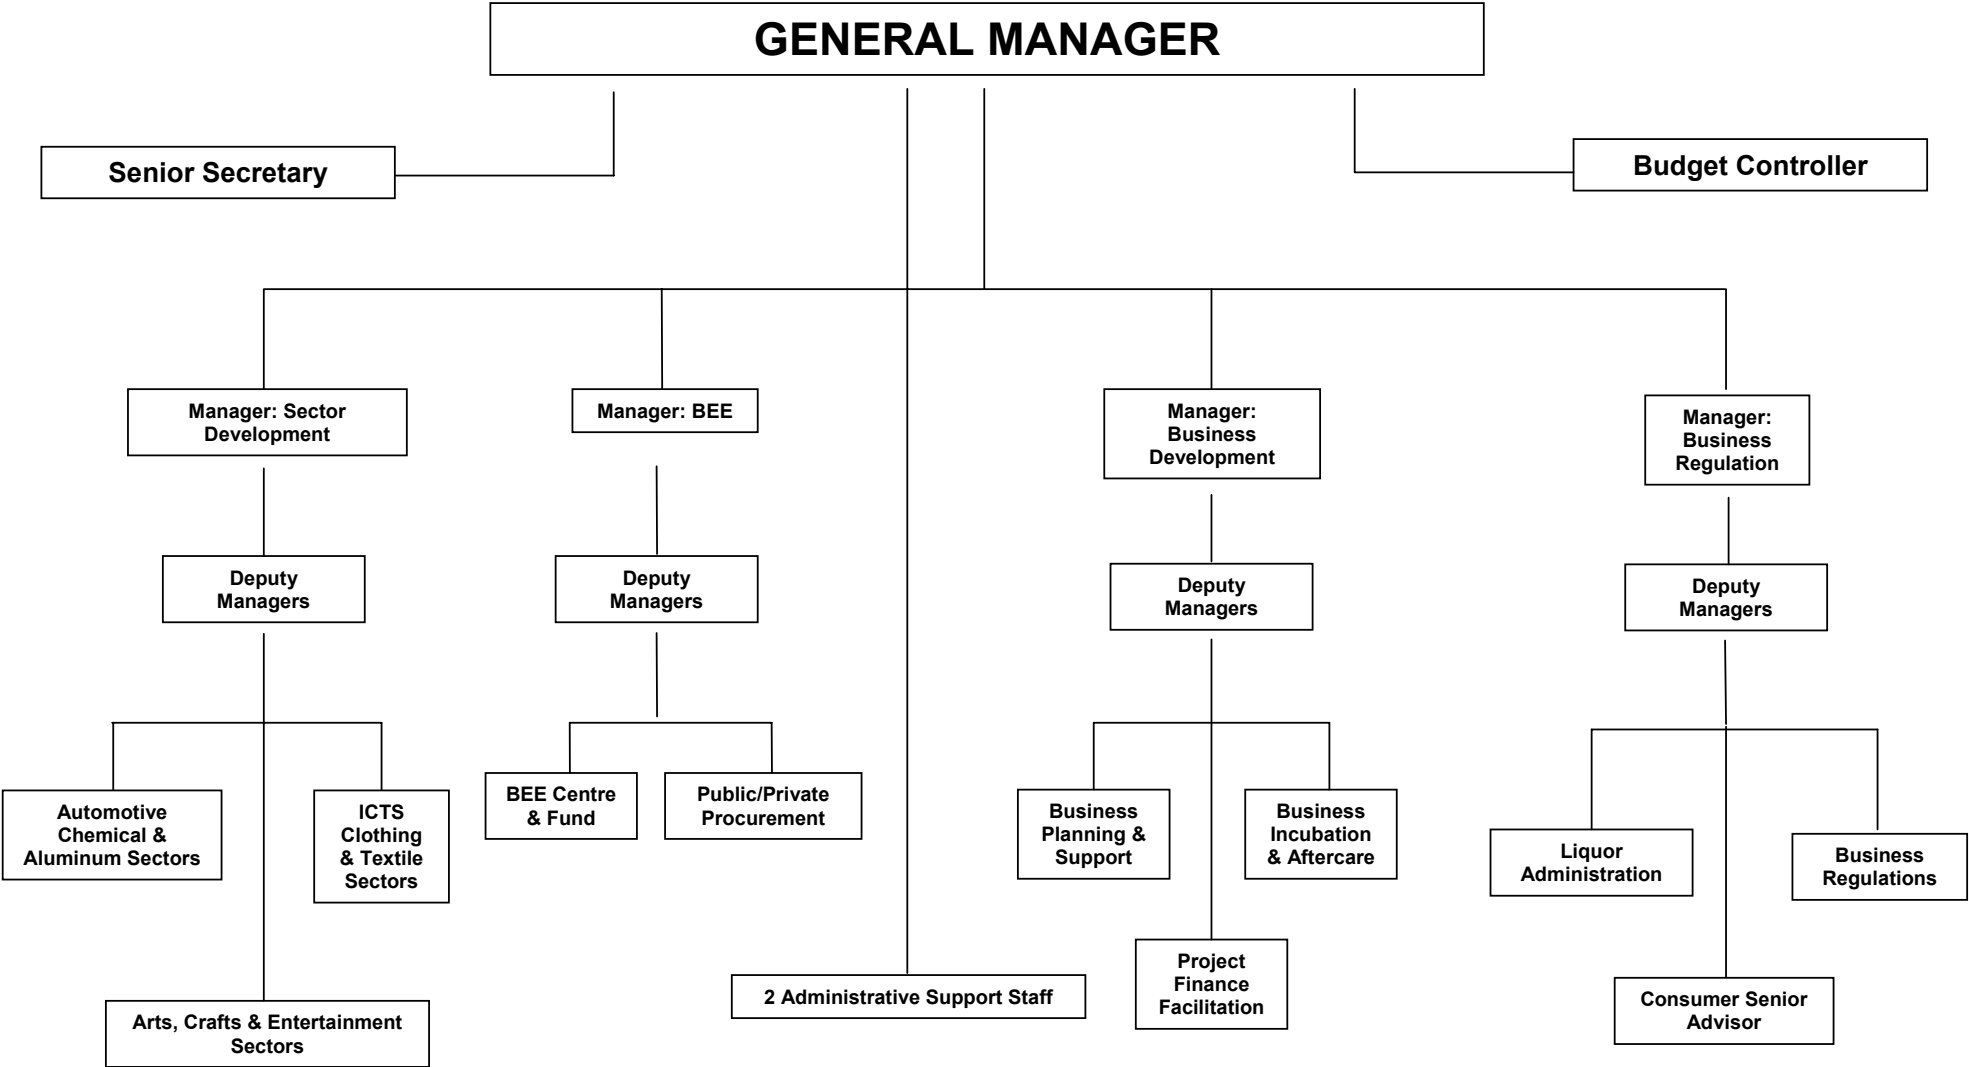 GENERAL MANAGER
Senior Secretary
Budget Controller
Manager: Sector
Development
Manager: BEE
Manager:
Business
Development
Manager:
Business
Regulation
Deputy
Managers
Deputy
Managers
Deputy
Managers
Deputy
Managers
Automotive
Chemical &
Aluminum Sectors
ICTS
Clothing
& Textile
Sectors
BEE Centre
& Fund
Public/Private
Procurement
Business
Planning &
Support
Business
Incubation
& Aftercare
Liquor
Administration
Business
Regulations
Arts, Crafts & Entertainment
Sectors
2 Administrative Support Staff
Project
Finance
Facilitation
Consumer Senior
Advisor